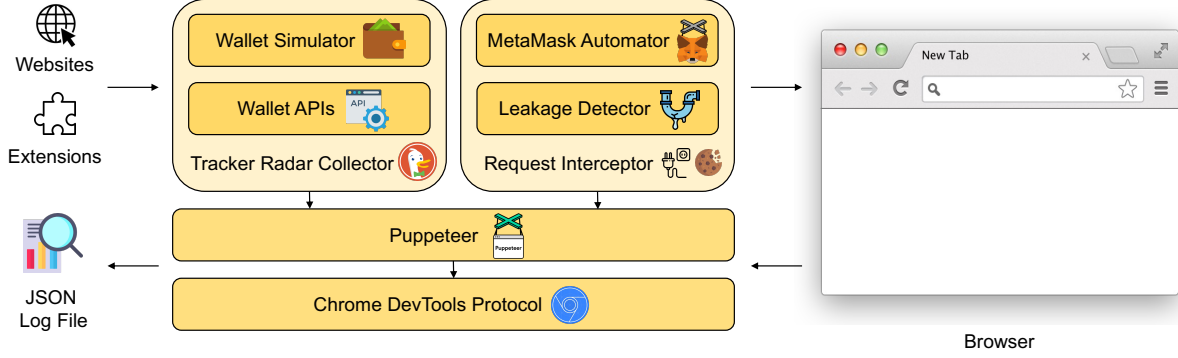 Websites
Extensions
Wallet Simulator
Wallet APIs
API
Tracker Radar Collector
MetaMask Automator
Leakage Detector
Request Interceptor
Puppeteer
Puppeteer
Chrome DevTools Protocol
JSON
Log File
New Tab
Browser